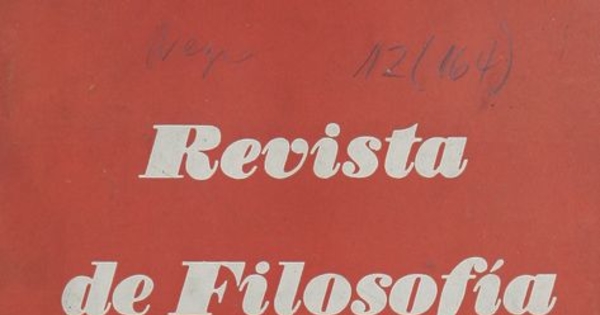 12(164)
Revista
de Filosofía